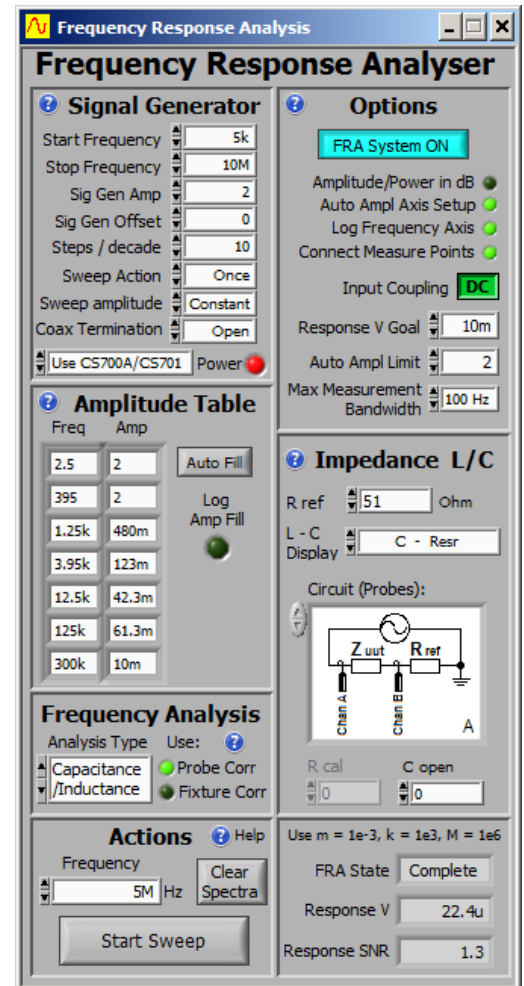 Frequency Response Analysis
Frequency Response Analyser
Signal Generator
Start Frequency 5k
Stop Frequency 10M
Sig Gen Amp 2
Sig Gen Offset 0
Steps / decade 10
Sweep Action Once
Sweep amplitude Constant
Coax Termination Open
Use CS700A/CS701 Power
Options
FRA System ON
Amplitude/Power in dB
Auto Ampl Axis Setup
Log Frequency Axis
Connect Measure Points
Input Coupling DC
Response V Goal 10m
Auto Ampl Limit 2
Max Measurement
Bandwidth 100 Hz
Amplitude Table
Freq Amp
2.5 2 Auto Fill
395 2 Log
Amp Fill
1.25k 480m
3.95k 123m
12.5k 42.3m
125k 61.3m
300k 10m
Impedance L/C
R ref 51 Ohm
L - C
Display C - Resr
Circuit (Probes):
Z uut R ref
Chan A Chan B A
R cal C open
0 0
Frequency Analysis
Analysis Type Use:
Capacitance
/Inductance
Probe Corr
Fixture Corr
Actions Help
Frequency
5M Hz
Clear
Spectra
Start Sweep
Use m = 1e-3, k = 1e3, M = 1e6
FRA State Complete
Response V 22.4u
Response SNR 1.3